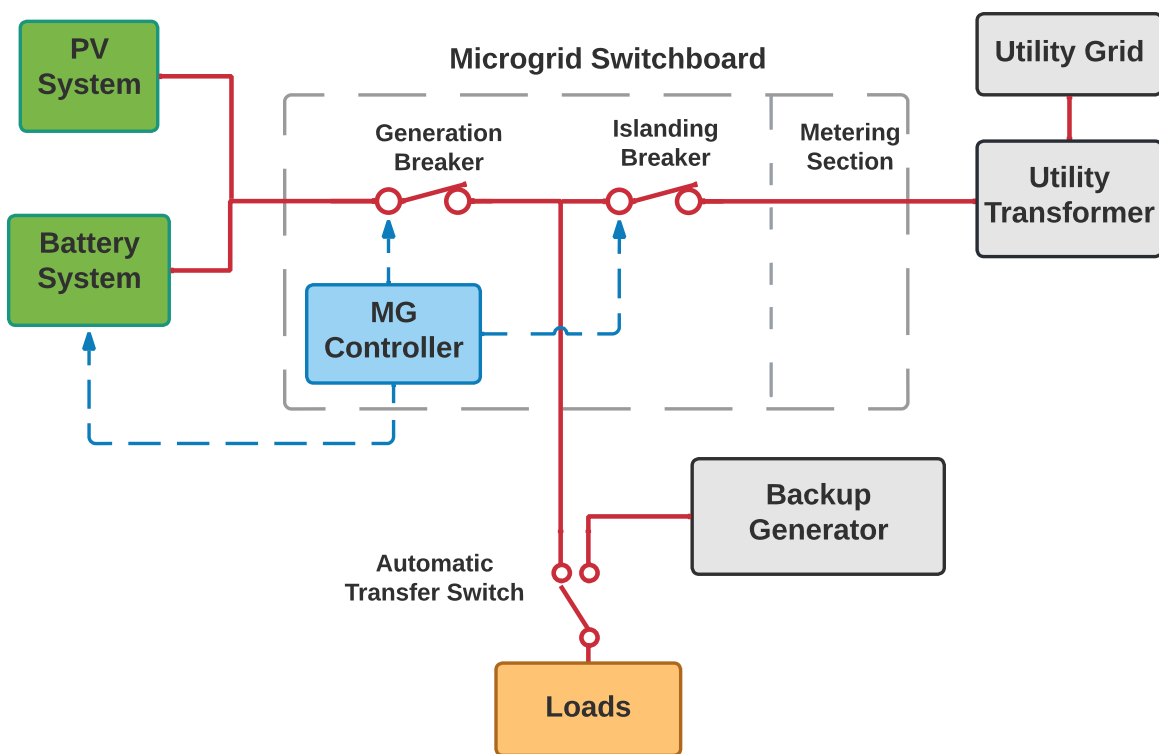 PV
System
Microgrid Switchboard
Utility Grid
Generation
Breaker
Islanding
Breaker
Metering
Section
Utility
Transformer
Battery
System
MG
Controller
Backup
Generator
Automatic
Transfer Switch
Loads